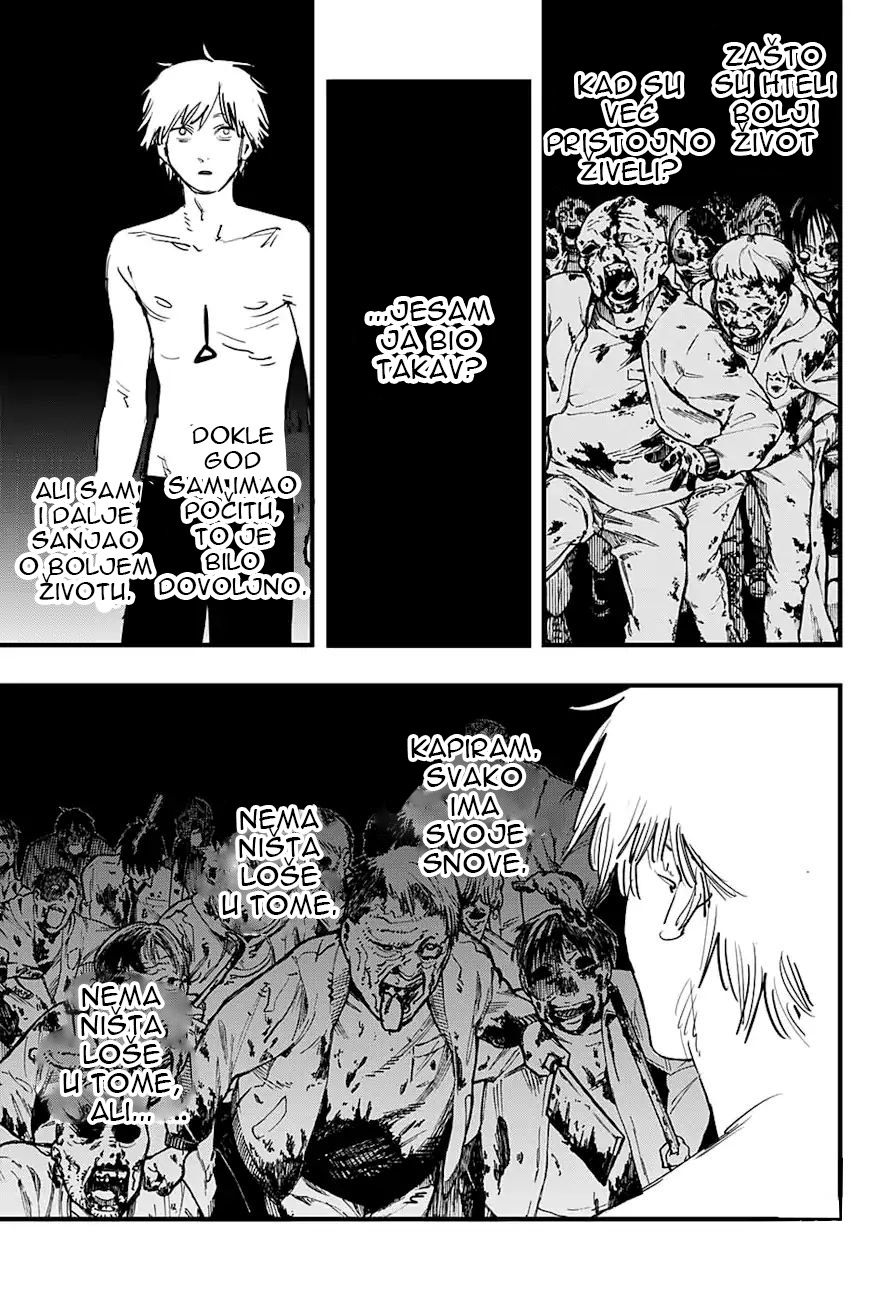 ZAŠTO
SU HTELI
BOLJI
ŽIVOT
KAD SU
VEĆ
PRISTOJNO
ŽIVELI?
...JESAM
JA BIO
TAKAV?
DOKLE
GOD
SAM IMAO
POČITU,
TO JE
BILO
DOVOLJNO.
ALI SAM
I DALJE
SANJAO
O BOLJEM
ŽIVOTU.
KAPIRAM,
SVAKO
IMA
SVOJE
SNOVE.
NEMA
NIŠTA
LOŠE
U TOME.
NEMA
NIŠTA
LOŠE
U TOME,
ALI... ..